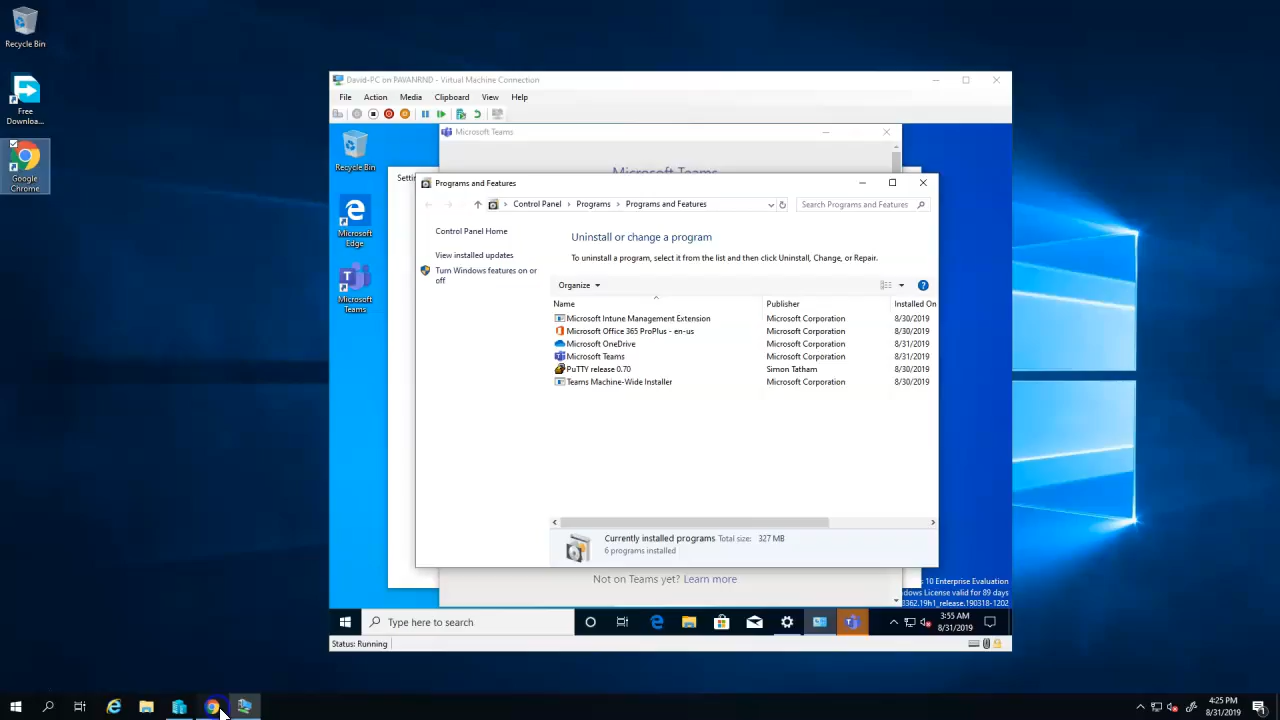 Recycle Bin
Free
Downloa...
Google
Chrome
David-PC on PAVANRND - Virtual Machine Connection
File Action Media Clipboard View Help
Recycle Bin
Microsoft
Edge
Microsoft
Teams
Microsoft Teams
Microsoft Teams
Programs and Features
Control Panel Programs Programs and Features
Search Programs and Features
Control Panel Home
View installed updates
Turn Windows features on or
off
Uninstall or change a program
To uninstall a program, select it from the list and then click Uninstall, Change, or Repair.
Organize
Name Publisher Installed On
Microsoft Intune Management Extension Microsoft Corporation 8/30/2019
Microsoft Office 365 ProPlus - en-us Microsoft Corporation 8/30/2019
Microsoft OneDrive Microsoft Corporation 8/31/2019
Microsoft Teams Microsoft Corporation 8/31/2019
PuTTY release 0.70 Simon Tatham 8/30/2019
Teams Machine-Wide Installer Microsoft Corporation 8/30/2019
Currently installed programs Total size: 327 MB
6 programs installed
Not on Teams yet? Learn more
10 Enterprise Evaluation
License valid for 89 days
8362.19h1_release.190318-1202
Type here to search
3:55 AM
8/31/2019
Status: Running
4:25 PM
8/31/2019